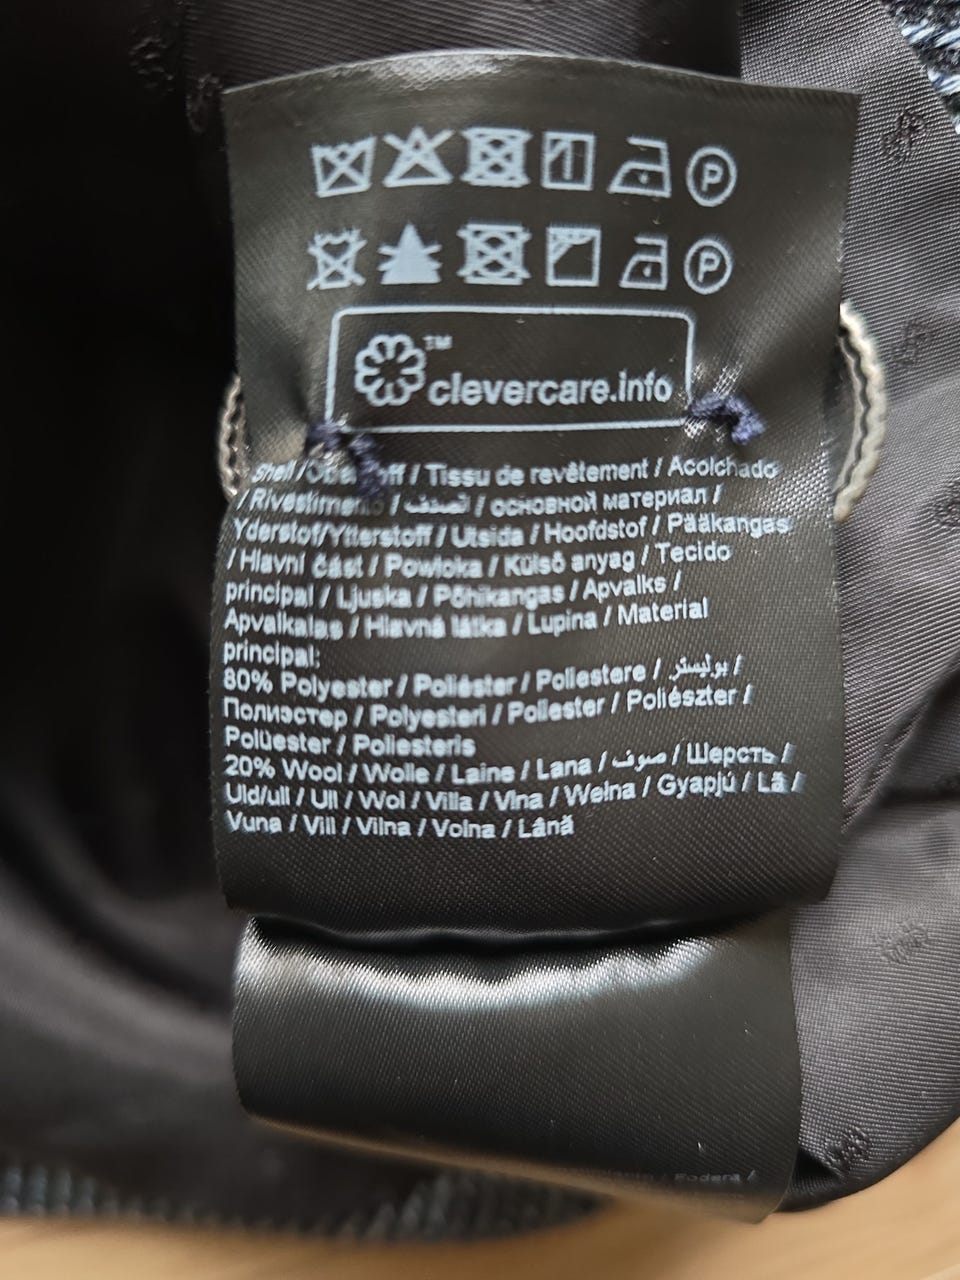 P
P
™
clevercare.info
Shell / Oberstoff / Tissu de revêtement / Acolchado
/ Rivestimento / / основной материал /
Yderstof/Ytterstoff / Utsida / Hoofdstof / Pääkangas
/ Hlavní část / Powłoka / Külső anyag / Tecido
principal / Ljuska / Põhikangas / Apvalks /
Apvalkalas / Hlavná látka / Lupina / Material
principal:
80% Polyester / Poliéster / Poliestere / بوليستر /
Полиэстер / Polyesteri / Poliester / Poliészter /
Polüester / Poliesteris
20% Wool / Wolle / Laine / Lana / صوف / Шерсть /
Uld/ull / Ull / Wol / Villa / Vlna / Wełna / Gyapjú / Lã /
Vuna / Vill / Vilna / Volna / Lână
/ Fodera /